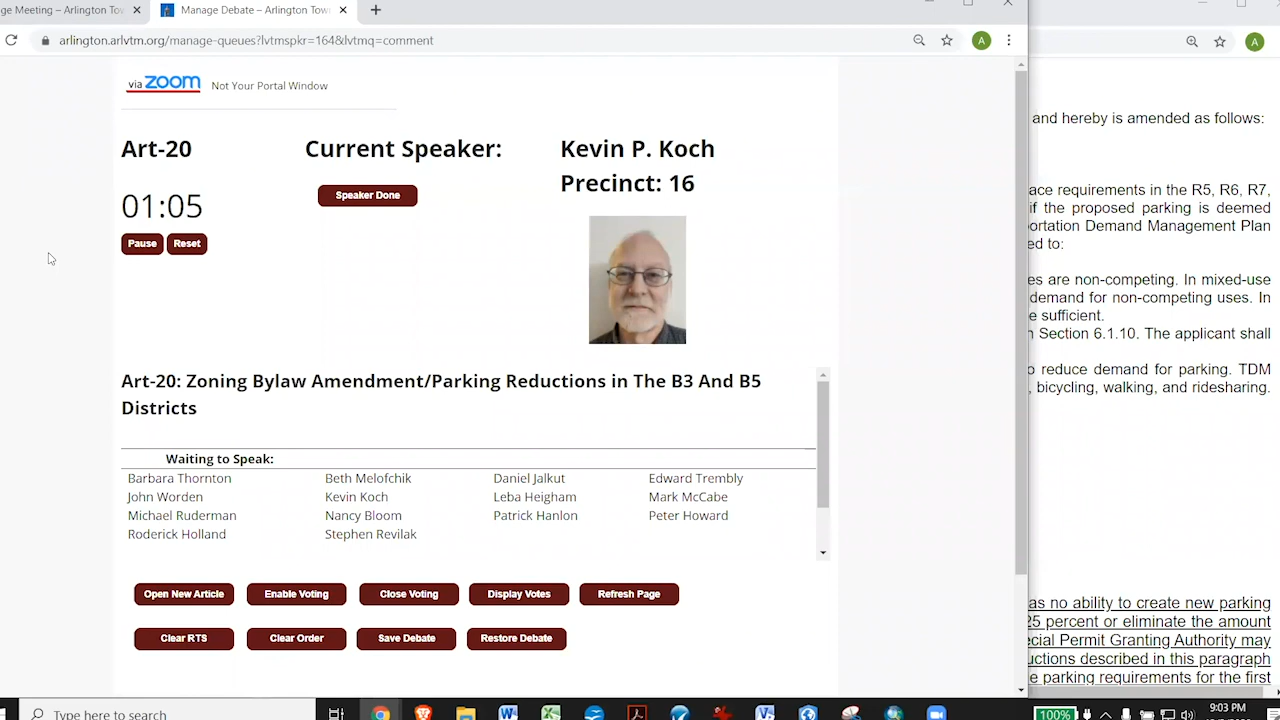 ge Meeting – Arlington Tow
Manage Debate – Arlington Town
arlington.arlvtm.org/manage-queues?lvtmspkr=164&lvtmq=comment
A
A
via zoom
Not Your Portal Window
Art-20
Current Speaker:
Kevin P. Koch
Precinct: 16
01:05
Speaker Done
Pause
Reset
Art-20: Zoning Bylaw Amendment/Parking Reductions in The B3 And B5
Districts
Waiting to Speak:
Barbara Thornton
Beth Melofchik
Daniel Jalkut
Edward Trembly
John Worden
Kevin Koch
Leba Heigham
Mark McCabe
Michael Ruderman
Nancy Bloom
Patrick Hanlon
Peter Howard
Roderick Holland
Stephen Revilak
Open New Article
Enable Voting
Close Voting
Display Votes
Refresh Page
Clear RTS
Clear Order
Save Debate
Restore Debate
and hereby is amended as follows:
ace requirements in the R5, R6, R7,
if the proposed parking is deemed
ortation Demand Management Plan
ed to:
es are non-competing. In mixed-use
demand for non-competing uses. In
e sufficient.
n Section 6.1.10. The applicant shall
o reduce demand for parking. TDM
, bicycling, walking, and ridesharing.
as no ability to create new parking
25 percent or eliminate the amount
ecial Permit Granting Authority may
uctions described in this paragraph
e parking requirements for the first
Type here to search
100%
9:03 PM